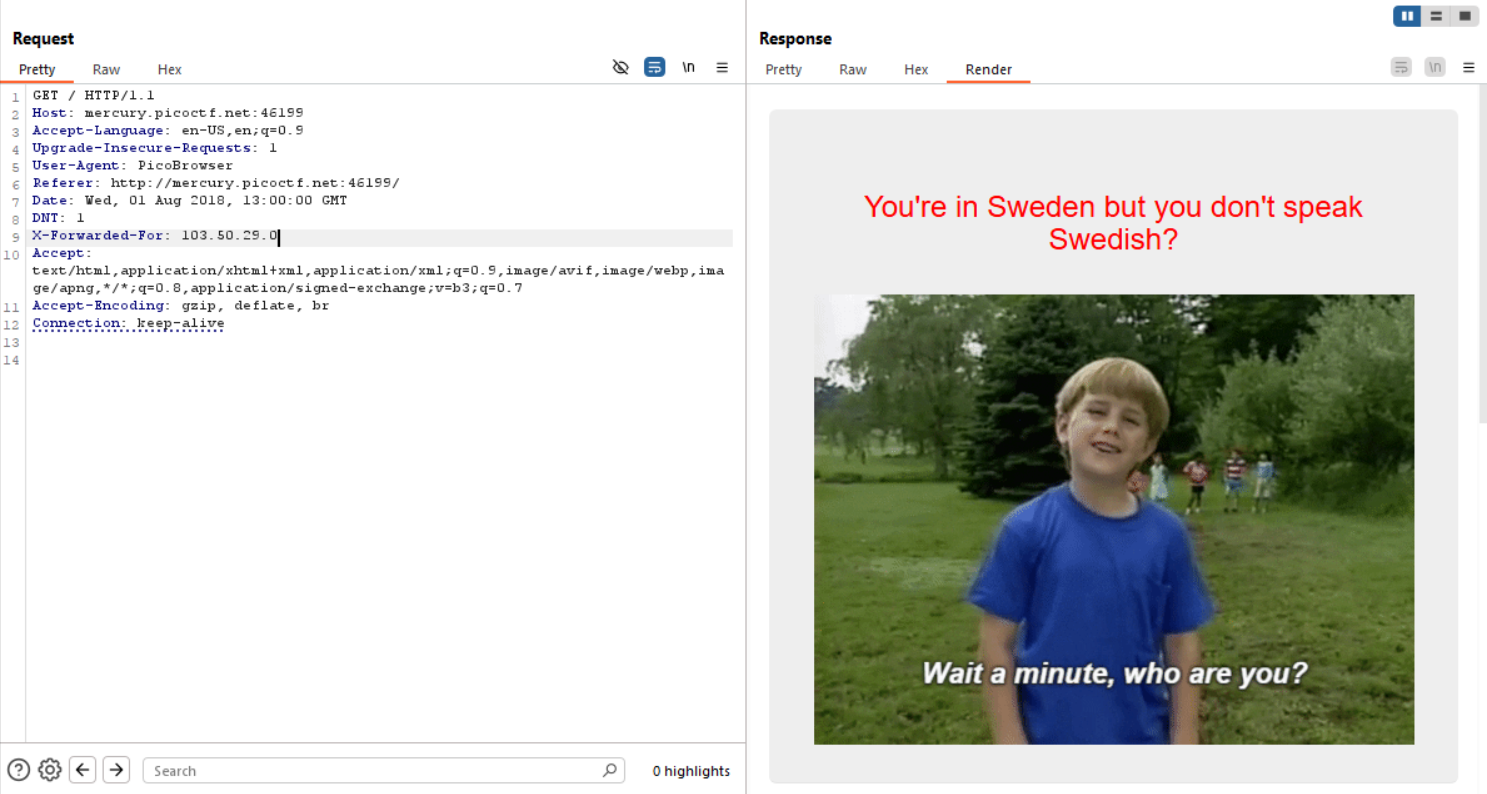 Request
Pretty Raw Hex
\n
1 GET / HTTP/1.1
2 Host: mercury.picoctf.net:46199
3 Accept-Language: en-US,en;q=0.9
4 Upgrade-Insecure-Requests: 1
5 User-Agent: PicoBrowser
6 Referer: http://mercury.picoctf.net:46199/
7 Date: Wed, 01 Aug 2018, 13:00:00 GMT
8 DNT: 1
9 X-Forwarded-For: 103.50.29.0
10 Accept:
text/html,application/xhtml+xml,application/xml;q=0.9,image/avif,image/webp,ima
ge/apng,*/*;q=0.8,application/signed-exchange;v=b3;q=0.7
11 Accept-Encoding: gzip, deflate, br
12 Connection: keep-alive
13
14
? Search 0 highlights
Response
Pretty Raw Hex Render
\n
You're in Sweden but you don't speak
Swedish?
Wait a minute, who are you?